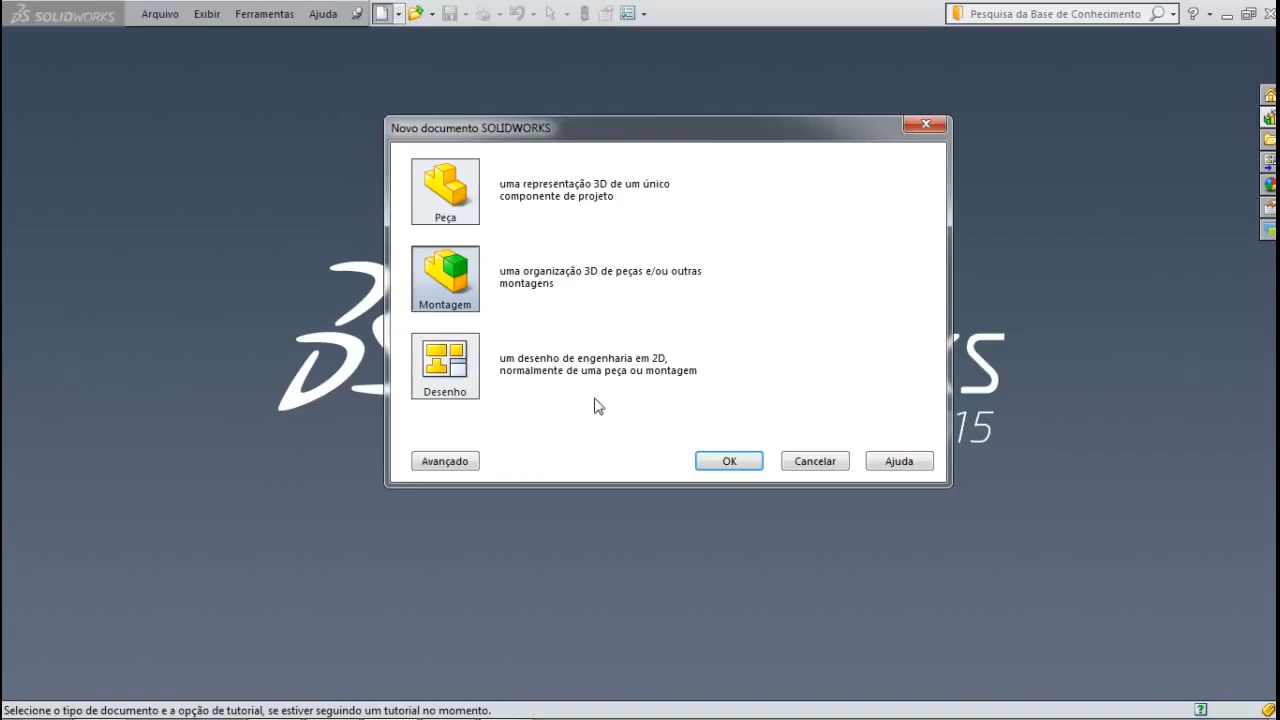 SOLIDWORKS
Arquivo
Exibir
Ferramentas
Ajuda
Pesquisa da Base de Conhecimento
Novo documento SOLIDWORKS
Peça
uma representação 3D de um único
componente de projeto
Montagem
uma organização 3D de peças e/ou outras
montagens
Desenho
um desenho de engenharia em 2D,
normalmente de uma peça ou montagem
Avançado
OK
Cancelar
Ajuda
KS
15
Selecione o tipo de documento e a opção de tutorial, se estiver seguindo um tutorial no momento.